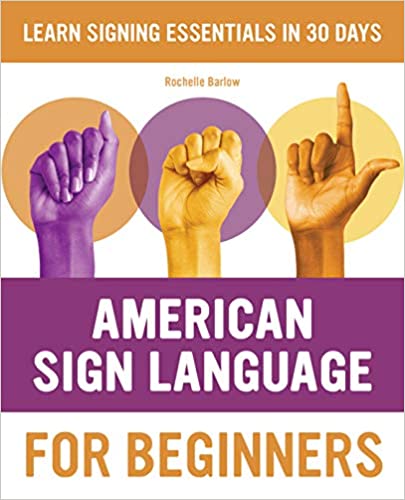 LEARN SIGNING ESSENTIALS IN 30 DAYS
Rochelle Barlow
AMERICAN
SIGN LANGUAGE
FOR BEGINNERS